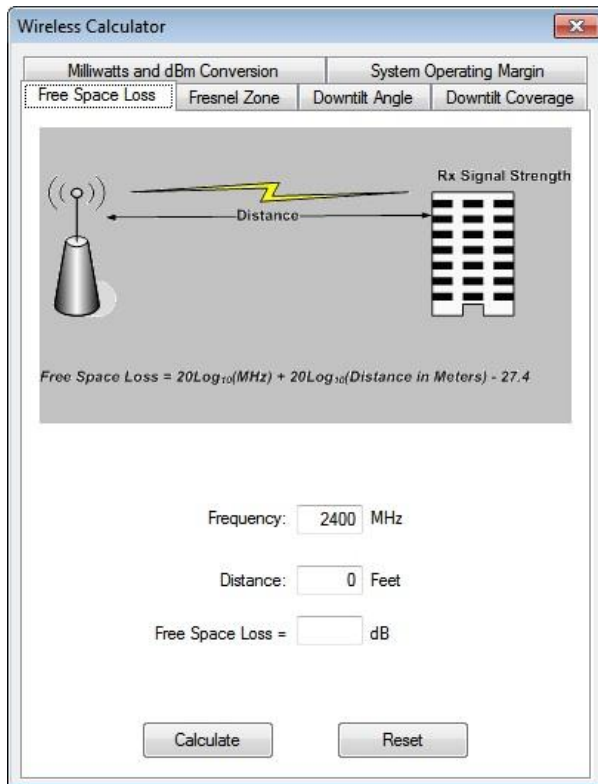 Wireless Calculator
Milliwatts and dBm Conversion
System Operating Margin
Free Space Loss
Fresnel Zone
Downtilt Angle
Downtilt Coverage
Rx Signal Strength
Distance
Free Space Loss = 20Log₁₀(MHz) + 20Log₁₀(Distance in Meters) - 27.4
Frequency: 2400 MHz
Distance: 0 Feet
Free Space Loss = dB
Calculate
Reset